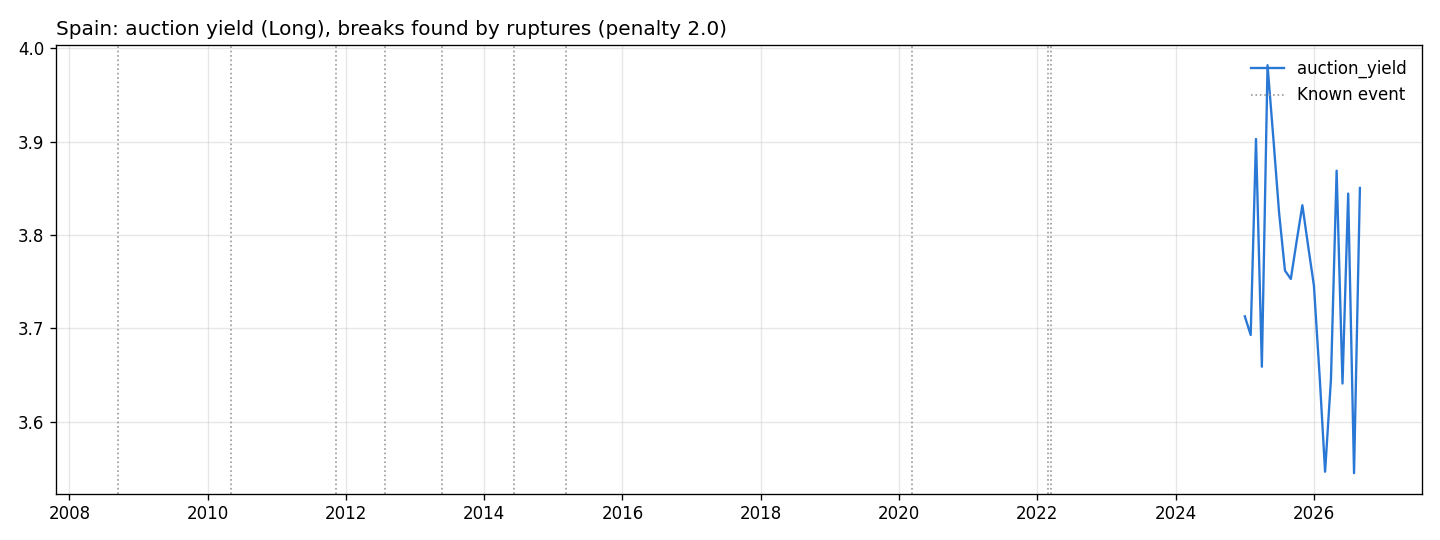 Spain: auction yield (Long), breaks found by ruptures (penalty 2.0)
4.0
3.9
3.8
3.7
3.6
auction_yield
Known event
2008 2010 2012 2014 2016 2018 2020 2022 2024 2026